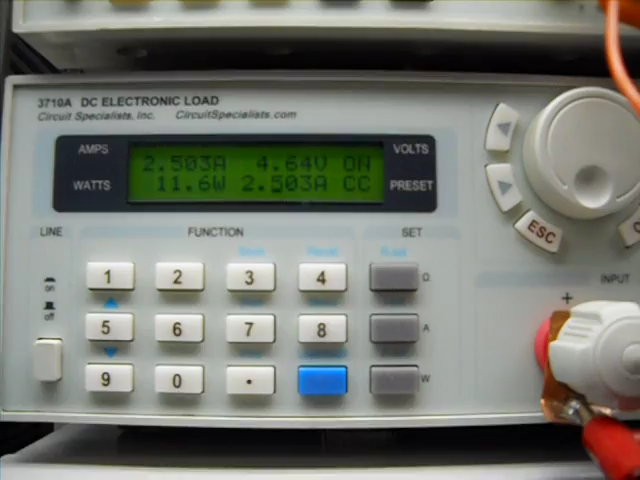 3710A DC ELECTRONIC LOAD
Circuit Specialists, Inc. CircuitSpecialists.com
AMPS 2.503A 4.64V ON VOLTS
WATTS 11.6W 2.503A CC PRESET
LINE FUNCTION SET
ESC
INPUT
+
on
off
1 2 3 4 Ω
5 6 7 8 A
9 0 . W